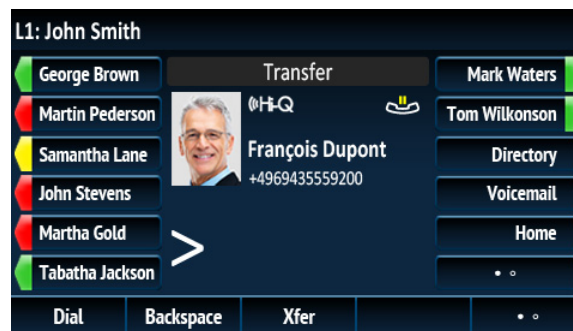 L1: John Smith
George Brown
Martin Pederson
Samantha Lane
John Stevens
Martha Gold
Tabatha Jackson
Transfer
Hi-Q
François Dupont
+4969435559200
>
Mark Waters
Tom Wilkonson
Directory
Voicemail
Home
Dial
Backspace
Xfer